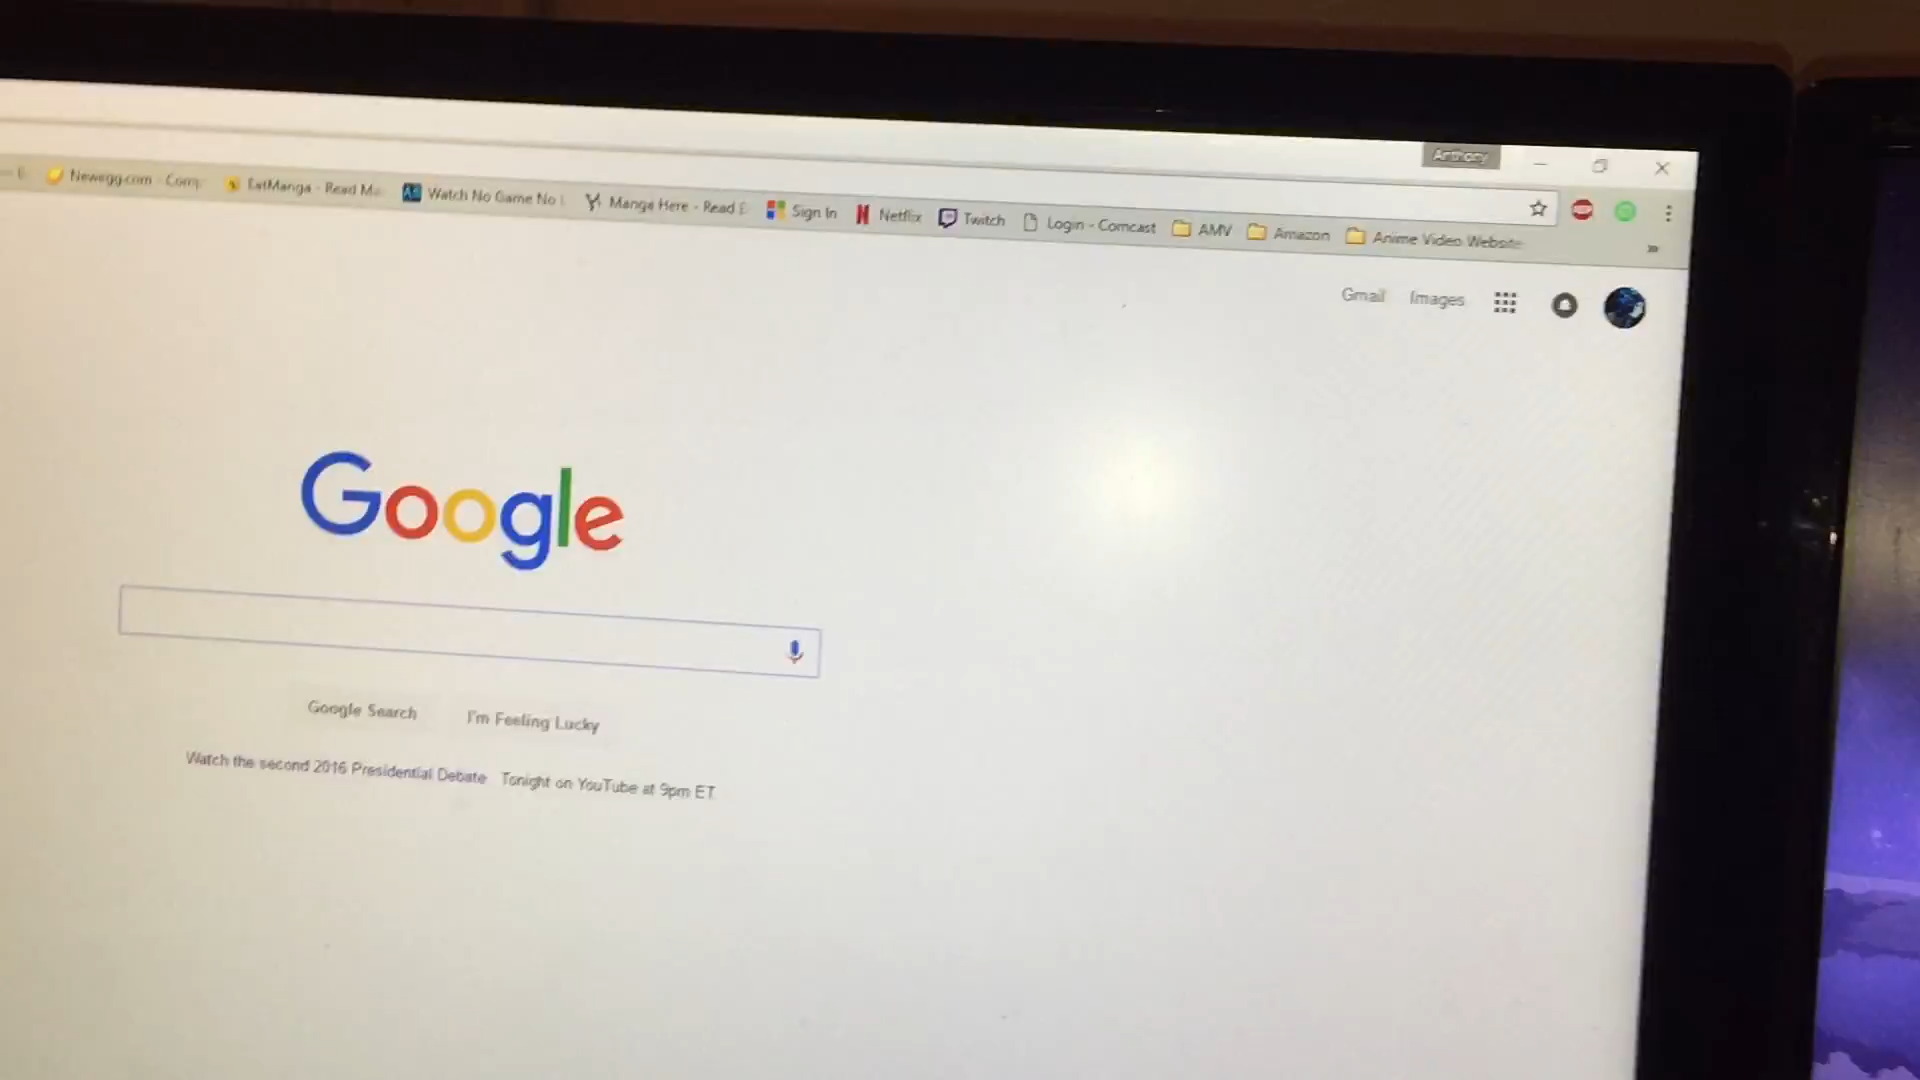 Anthony
Newegg.com - Comp
EatManga - Read Ma
Watch No Game No L
Manga Here - Read E
Sign In
Netflix
Twitch
Login - Comcast
AMV
Amazon
Anime Video Website
Gmail Images
Google
Google Search I'm Feeling Lucky
Watch the second 2016 Presidential Debate Tonight on YouTube at 9pm ET